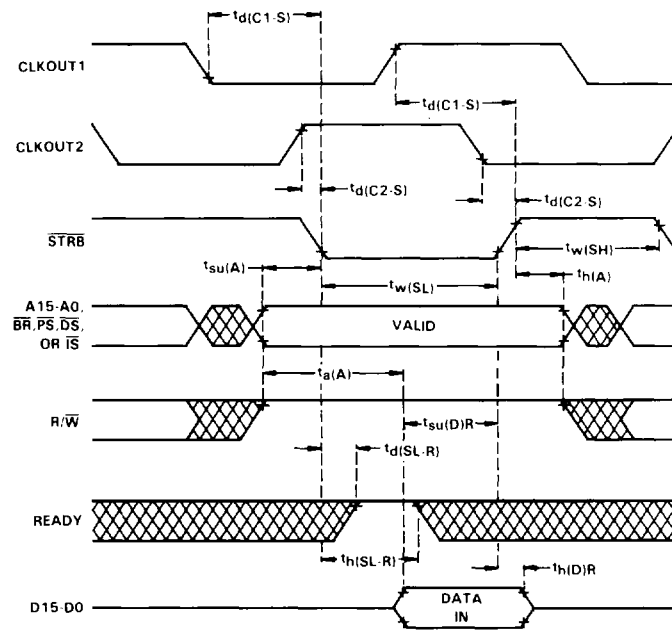 td(C1-S)
CLKOUT1
td(C1-S)
CLKOUT2
td(C2-S)
td(C2-S)
STRB
tw(SH)
tsu(A)
th(A)
tw(SL)
A15-A0,
BR,PS,DS,
OR IS
VALID
ta(A)
R/W
tsu(D)R
td(SL-R)
READY
th(SL-R)
th(D)R
D15-D0
DATA
IN